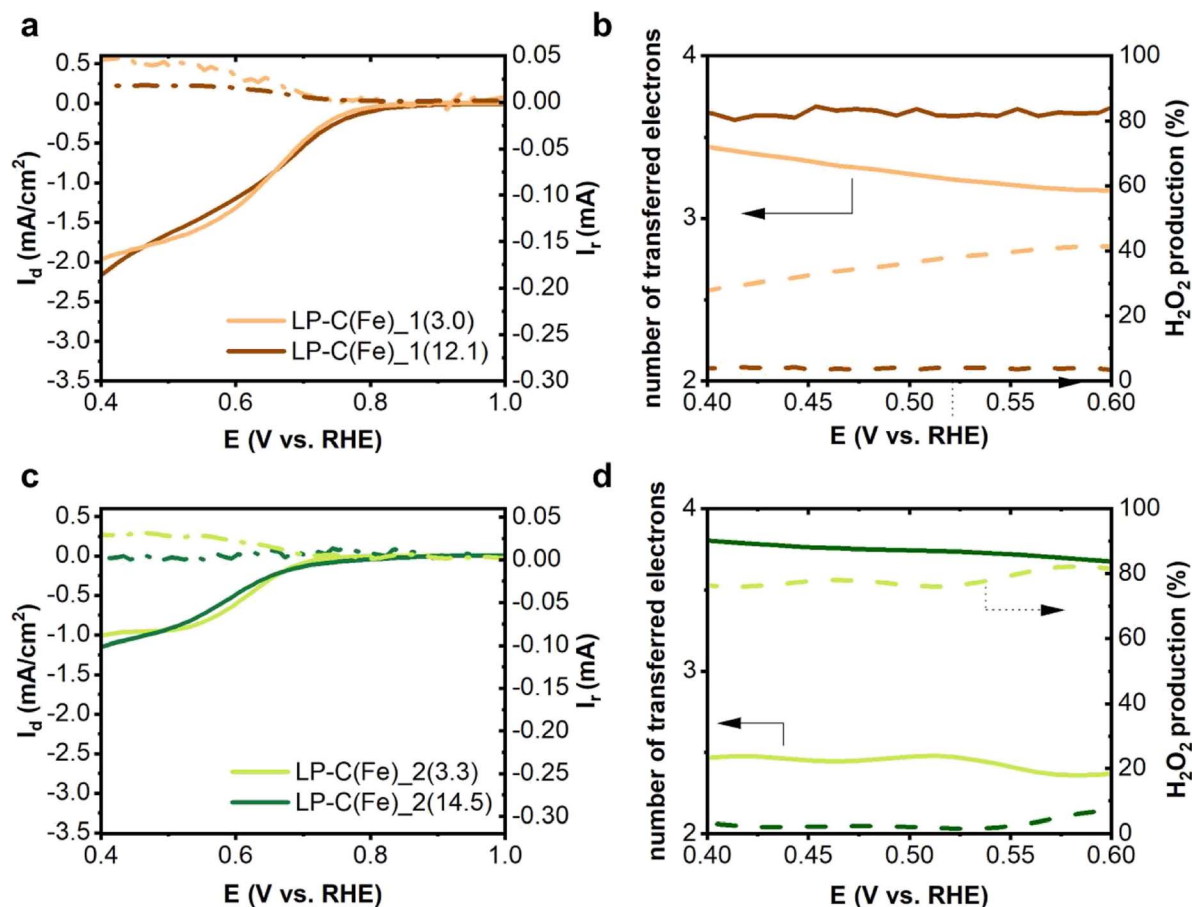 a
0.5
0.0
-0.5
-1.0
-1.5
-2.0
-2.5
-3.0
-3.5
I_d (mA/cm²)
0.05
0.00
-0.05
-0.10
-0.15
-0.20
-0.25
-0.30
I_r (mA)
LP-C(Fe)_1(3.0)
LP-C(Fe)_1(12.1)
0.4 0.6 0.8 1.0
E (V vs. RHE)
b
4
3
2
number of transferred electrons
100
80
60
40
20
0
H₂O₂ production (%)
0.40 0.45 0.50 0.55 0.60
E (V vs. RHE)
c
0.5
0.0
-0.5
-1.0
-1.5
-2.0
-2.5
-3.0
-3.5
I_d (mA/cm²)
0.05
0.00
-0.05
-0.10
-0.15
-0.20
-0.25
-0.30
I_r (mA)
LP-C(Fe)_2(3.3)
LP-C(Fe)_2(14.5)
0.4 0.6 0.8 1.0
E (V vs. RHE)
d
4
3
2
number of transferred electrons
100
80
60
40
20
0
H₂O₂ production (%)
0.40 0.45 0.50 0.55 0.60
E (V vs. RHE)